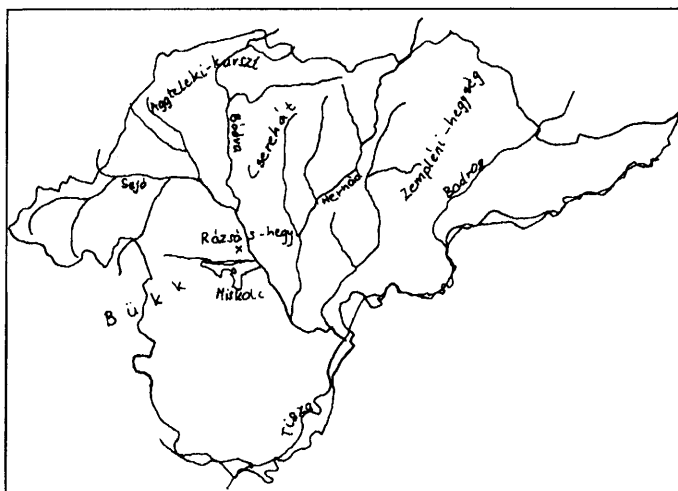 Aggteleki-karszt
Bódva
Cserehát
Zempléni-hegység
Sajó
Hernád
Bodrog
Rózsás-hegy
x
Miskolc
Bükk
Tisza